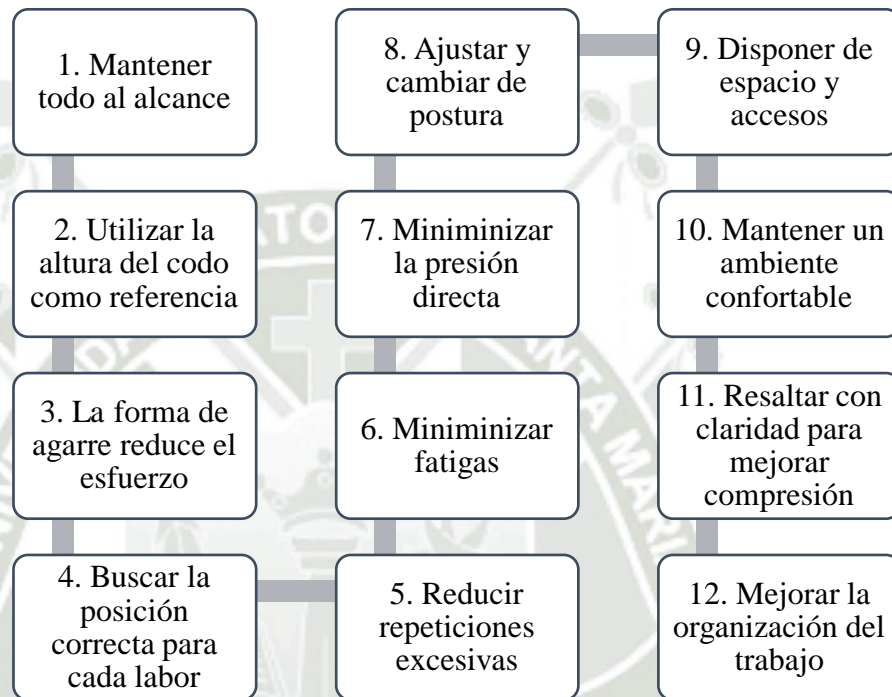 1. Mantener
todo al alcance
2. Utilizar la
altura del codo
como referencia
3. La forma de
agarre reduce el
esfuerzo
4. Buscar la
posición
correcta para
cada labor
5. Reducir
repeticiones
excesivas
6. Miniminizar
fatigas
7. Miniminizar
la presión
directa
8. Ajustar y
cambiar de
postura
9. Disponer de
espacio y
accesos
10. Mantener un
ambiente
confortable
11. Resaltar con
claridad para
mejorar
compresión
12. Mejorar la
organización del
trabajo